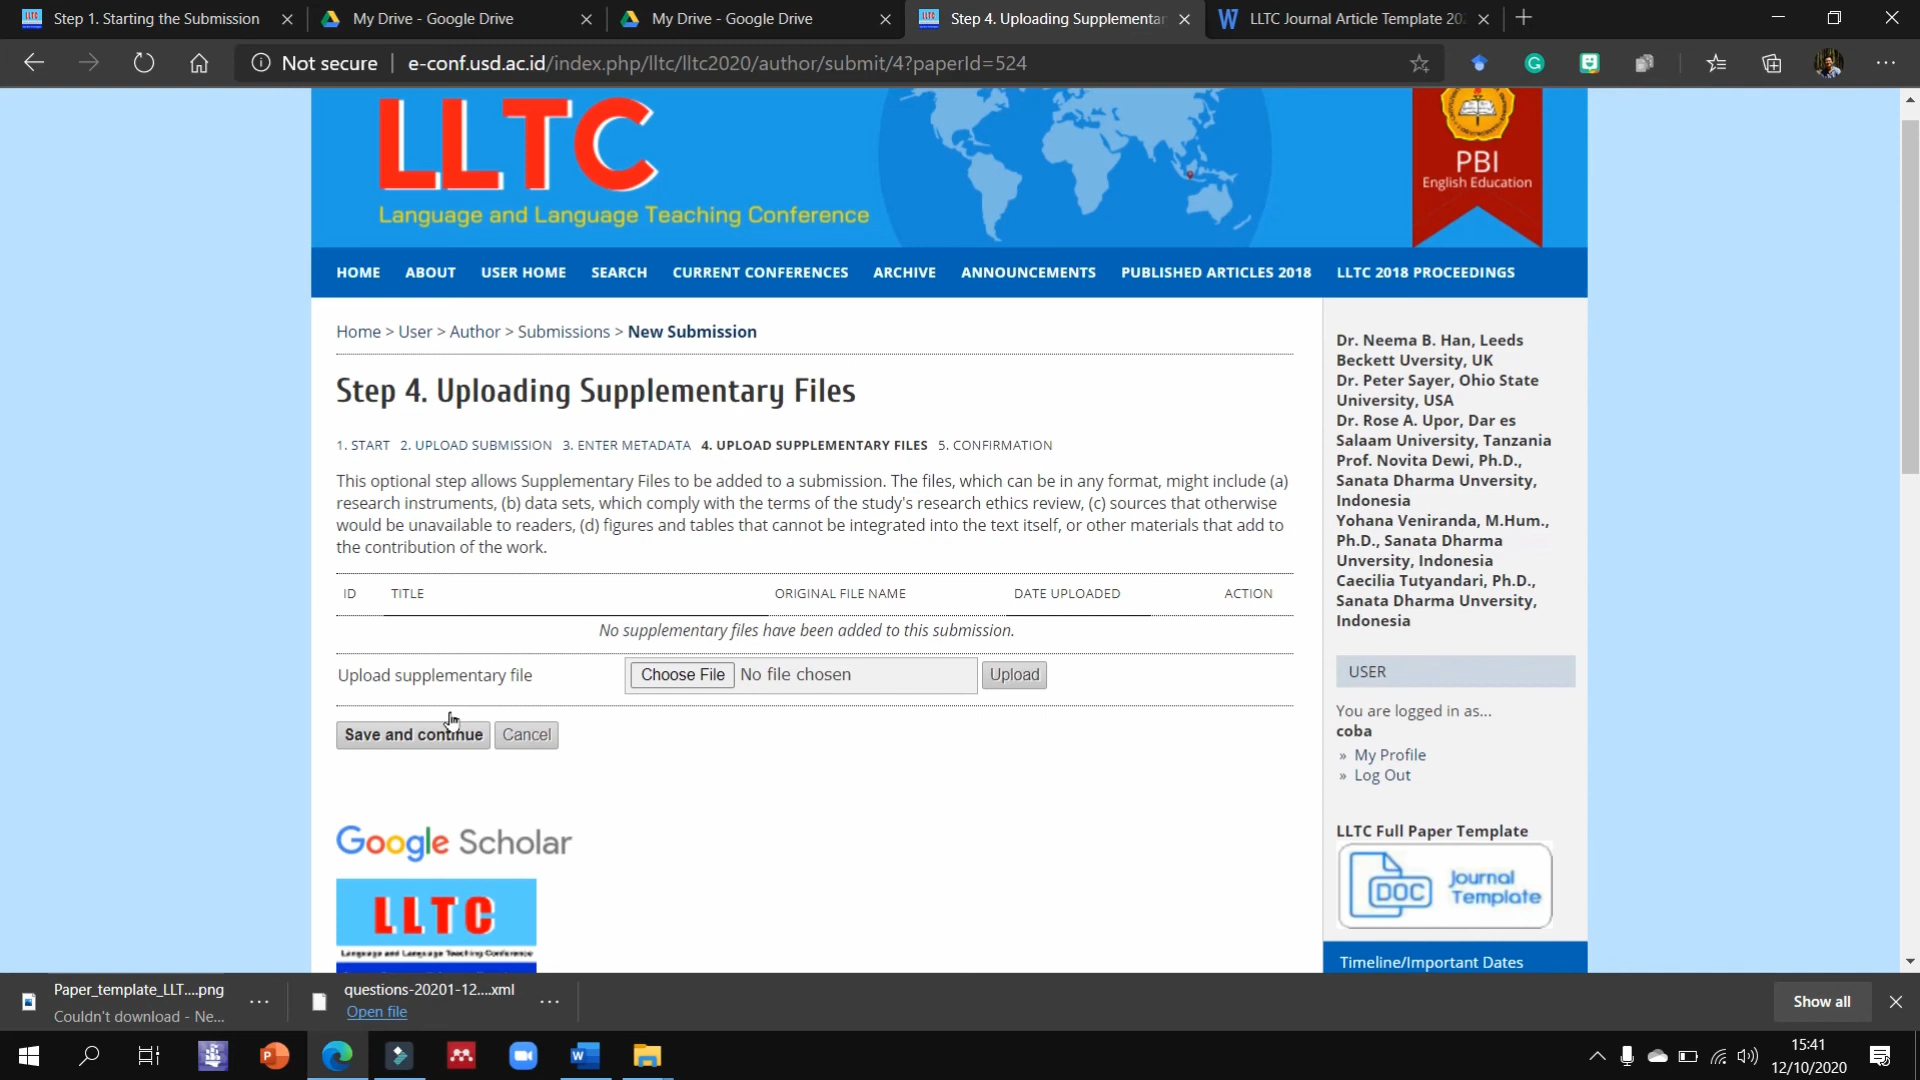 Step 1. Starting the Submission
My Drive - Google Drive
My Drive - Google Drive
Step 4. Uploading Supplementar
LLTC Journal Article Template 20
Not secure | e-conf.usd.ac.id/index.php/lltc/lltc2020/author/submit/4?paperId=524
LLTC
Language and Language Teaching Conference
PBI
English Education
HOME ABOUT USER HOME SEARCH CURRENT CONFERENCES ARCHIVE ANNOUNCEMENTS PUBLISHED ARTICLES 2018 LLTC 2018 PROCEEDINGS
Home > User > Author > Submissions > New Submission
Step 4. Uploading Supplementary Files
1. START 2. UPLOAD SUBMISSION 3. ENTER METADATA 4. UPLOAD SUPPLEMENTARY FILES 5. CONFIRMATION
This optional step allows Supplementary Files to be added to a submission. The files, which can be in any format, might include (a)
research instruments, (b) data sets, which comply with the terms of the study's research ethics review, (c) sources that otherwise
would be unavailable to readers, (d) figures and tables that cannot be integrated into the text itself, or other materials that add to
the contribution of the work.
ID TITLE ORIGINAL FILE NAME DATE UPLOADED ACTION
No supplementary files have been added to this submission.
Upload supplementary file Choose File No file chosen Upload
Save and continue Cancel
Google Scholar
LLTC
Language and Language Teaching Conference
Dr. Neema B. Han, Leeds
Beckett Uversity, UK
Dr. Peter Sayer, Ohio State
University, USA
Dr. Rose A. Upor, Dar es
Salaam University, Tanzania
Prof. Novita Dewi, Ph.D.,
Sanata Dharma Unversity,
Indonesia
Yohana Veniranda, M.Hum.,
Ph.D., Sanata Dharma
Unversity, Indonesia
Caecilia Tutyandari, Ph.D.,
Sanata Dharma Unversity,
Indonesia
USER
You are logged in as...
coba
» My Profile
» Log Out
LLTC Full Paper Template
DOC Journal
Template
Timeline/Important Dates
Paper_template_LLT....png
Couldn't download - Ne...
questions-20201-12....xml
Open file
Show all
15:41
12/10/2020